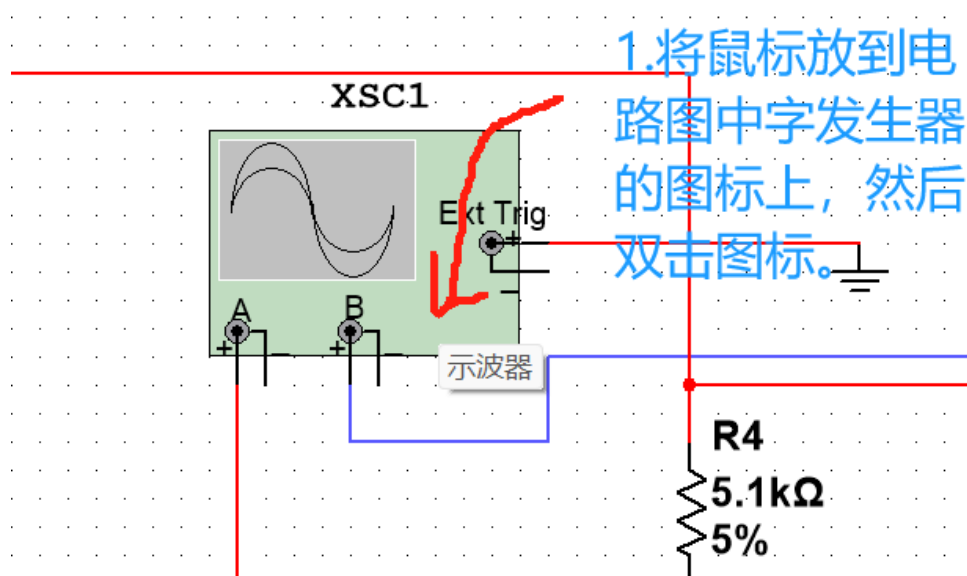 1.将鼠标放到电
路图中字发生器
的图标上，然后
双击图标。
XSC1
Ext Trig
+
−
A
B
+
−
+
−
示波器
R4
5.1kΩ
5%